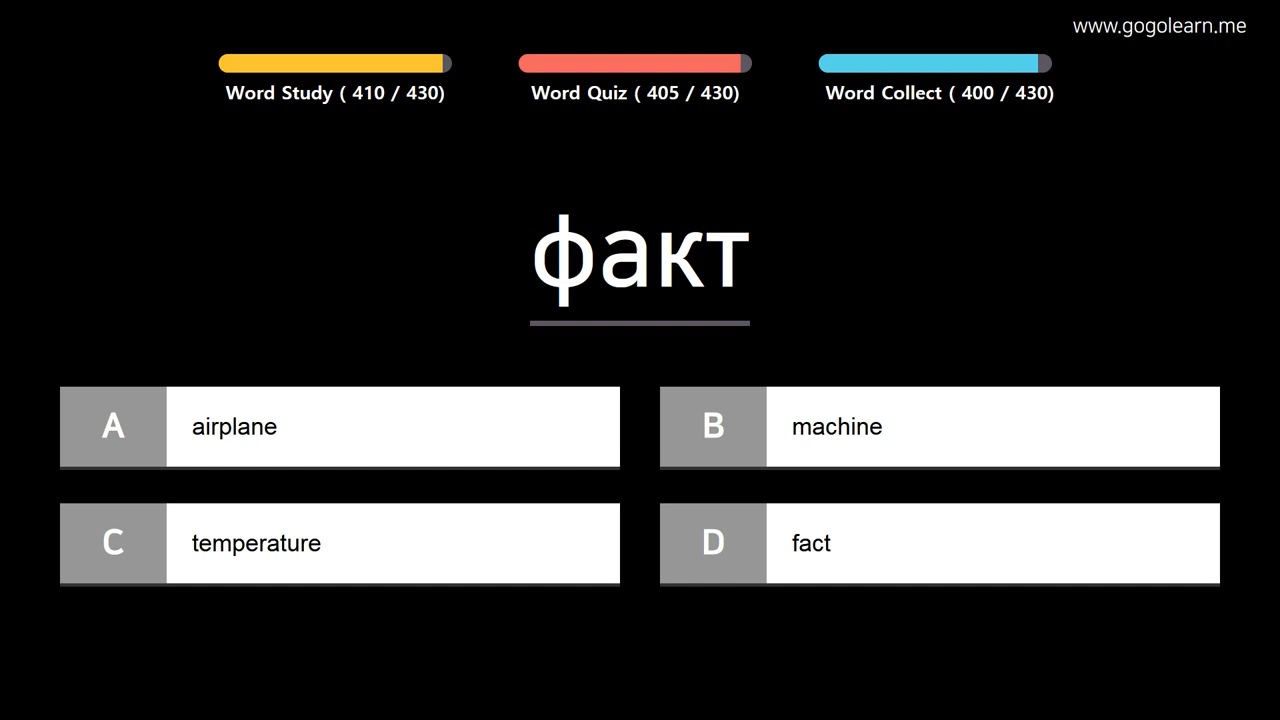 www.gogolearn.me
Word Study ( 410 / 430)
Word Quiz ( 405 / 430)
Word Collect ( 400 / 430)
факт
A
airplane
B
machine
C
temperature
D
fact